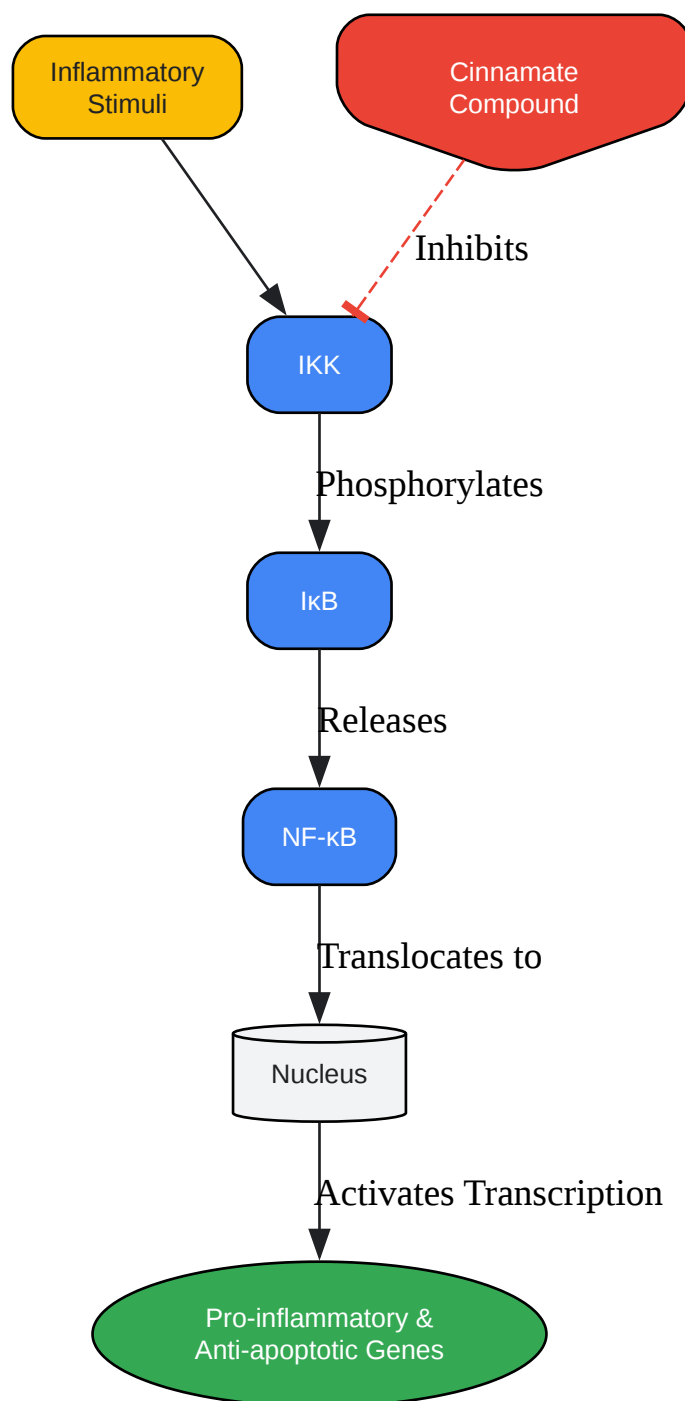 Inflammatory
Stimuli
Cinnamate
Compound
Inhibits
IKK
Phosphorylates
IκB
Releases
NF-κB
Translocates to
Nucleus
Activates Transcription
Pro-inflammatory &
Anti-apoptotic Genes